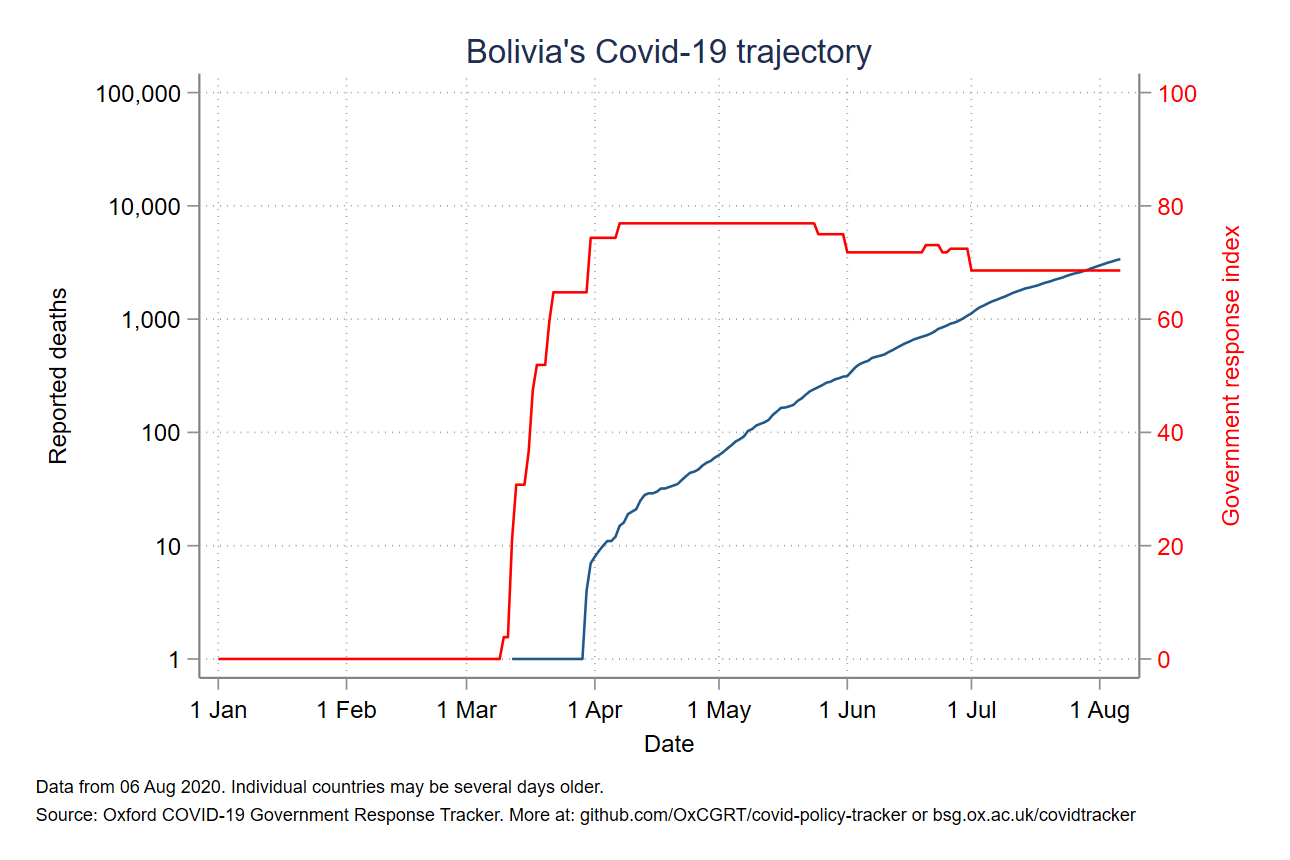 Bolivia's Covid-19 trajectory
100,000
10,000
1,000
100
10
1
Reported deaths
100
80
60
40
20
0
Government response index
1 Jan 1 Feb 1 Mar 1 Apr 1 May 1 Jun 1 Jul 1 Aug
Date
Data from 06 Aug 2020. Individual countries may be several days older.
Source: Oxford COVID-19 Government Response Tracker. More at: github.com/OxCGRT/covid-policy-tracker or bsg.ox.ac.uk/covidtracker